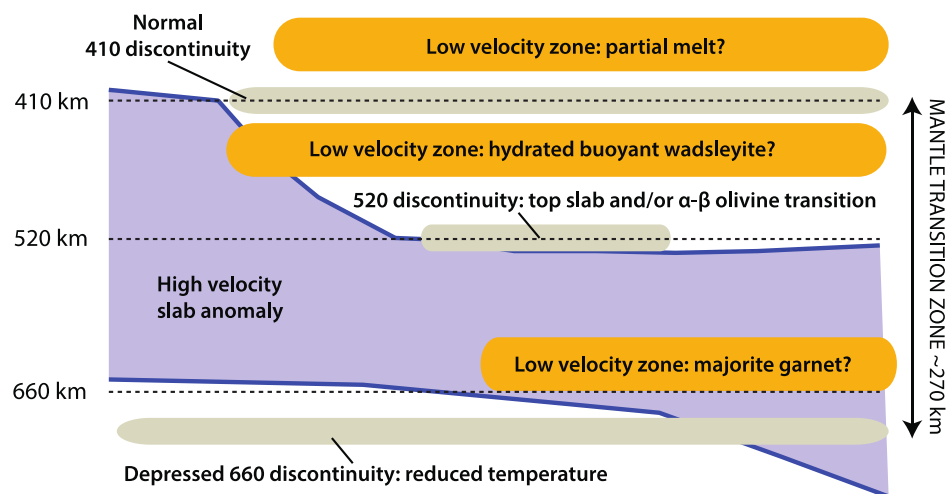 Normal
410 discontinuity
Low velocity zone: partial melt?
410 km
Low velocity zone: hydrated buoyant wadsleyite?
520 discontinuity: top slab and/or α-β olivine transition
520 km
High velocity
slab anomaly
Low velocity zone: majorite garnet?
660 km
Depressed 660 discontinuity: reduced temperature
MANTLE TRANSITION ZONE ~270 km